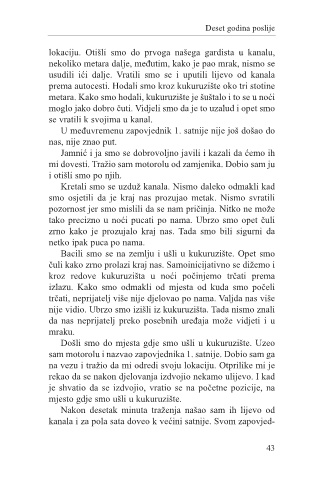 Deset godina poslije
lokaciju. Otišli smo do prvoga našega gardista u kanalu,
nekoliko metara dalje, međutim, kako je pao mrak, nismo se
usudili ići dalje. Vratili smo se i uputili lijevo od kanala
prema autocesti. Hodali smo kroz kukuruzište oko tri stotine
metara. Kako smo hodali, kukuruzište je šuštalo i to se u noći
moglo jako dobro čuti. Vidjeli smo da je to uzalud i opet smo
se vratili k svojima u kanal.
U međuvremenu zapovjednik 1. satnije nije još došao do
nas, nije znao put.
Jamnić i ja smo se dobrovoljno javili i kazali da ćemo ih
mi dovesti. Tražio sam motorolu od zamjenika. Dobio sam ju
i otišli smo po njih.
Kretali smo se uzduž kanala. Nismo daleko odmakli kad
smo osjetili da je kraj nas prozujao metak. Nismo svratili
pozornost jer smo mislili da se nam pričinja. Nitko ne može
tako precizno u noći pucati po nama. Ubrzo smo opet čuli
zrno kako je prozujalo kraj nas. Tada smo bili sigurni da
netko ipak puca po nama.
Bacili smo se na zemlju i ušli u kukuruzište. Opet smo
čuli kako zrno prolazi kraj nas. Samoinicijativno se dižemo i
kroz redove kukuruzišta u noći počinjemo trčati prema
izlazu. Kako smo odmakli od mjesta od kuda smo počeli
trčati, neprijatelj više nije djelovao po nama. Valjda nas više
nije vidio. Ubrzo smo izišli iz kukuruzišta. Tada nismo znali
da nas neprijatelj preko posebnih uređaja može vidjeti i u
mraku.
Došli smo do mjesta gdje smo ušli u kukuruzište. Uzeo
sam motorolu i nazvao zapovjednika 1. satnije. Dobio sam ga
na vezu i tražio da mi odredi svoju lokaciju. Otprilike mi je
rekao da se nakon djelovanja izdvojio nekamo ulijevo. I kad
je shvatio da se izdvojio, vratio se na početne pozicije, na
mjesto gdje smo ušli u kukuruzište.
Nakon desetak minuta traženja našao sam ih lijevo od
kanala i za pola sata doveo k većini satnije. Svom zapovjed-
43